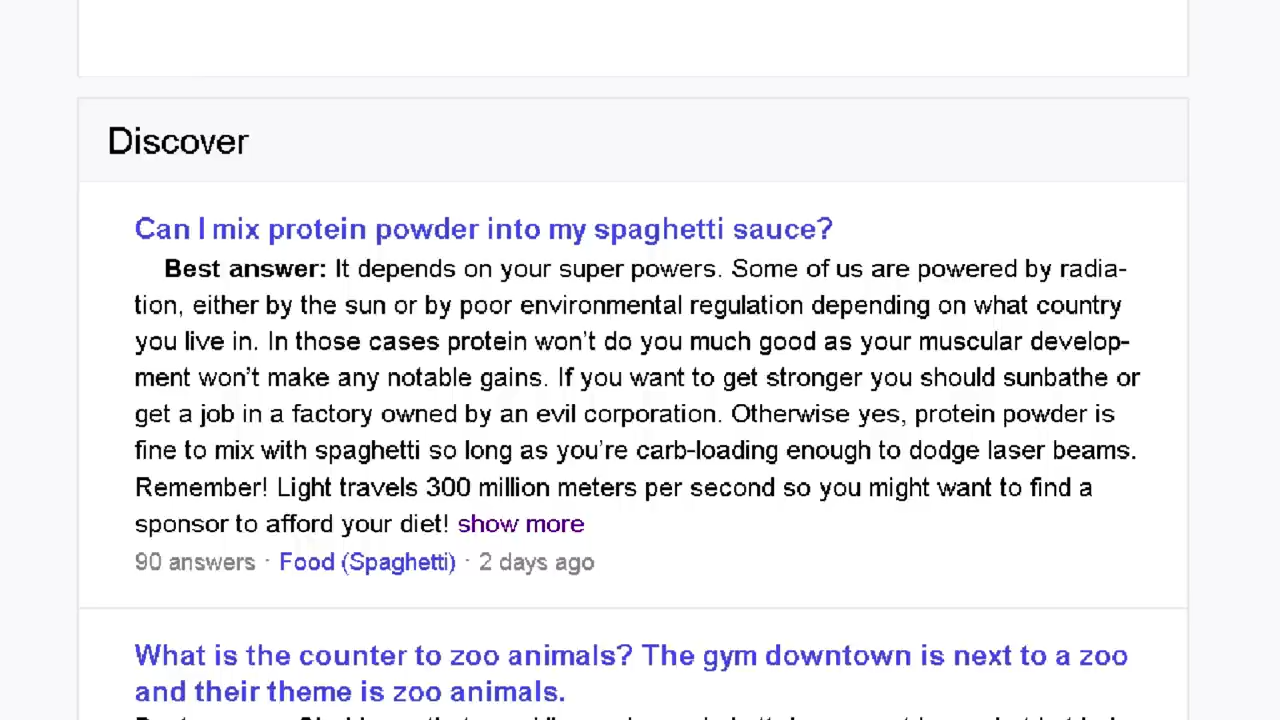 Discover
Can I mix protein powder into my spaghetti sauce?
Best answer: It depends on your super powers. Some of us are powered by radia-
tion, either by the sun or by poor environmental regulation depending on what country
you live in. In those cases protein won't do you much good as your muscular develop-
ment won't make any notable gains. If you want to get stronger you should sunbathe or
get a job in a factory owned by an evil corporation. Otherwise yes, protein powder is
fine to mix with spaghetti so long as you're carb-loading enough to dodge laser beams.
Remember! Light travels 300 million meters per second so you might want to find a
sponsor to afford your diet! show more
90 answers · Food (Spaghetti) · 2 days ago
What is the counter to zoo animals? The gym downtown is next to a zoo
and their theme is zoo animals.